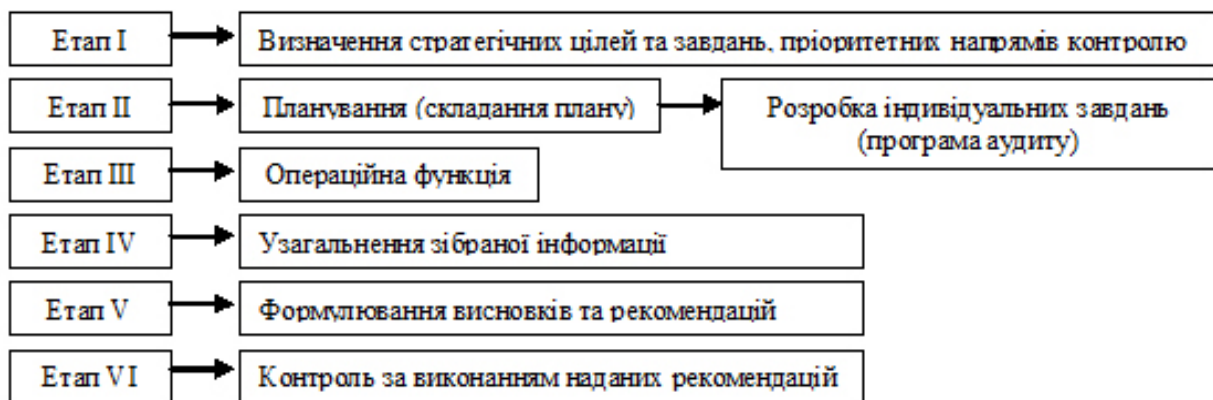 Етап I
Визначення стратегічних цілей та завдань, пріоритетних напрямів контролю
Етап II
Планування (складання плану)
Розробка індивідуальних завдань
(програма аудиту)
Етап III
Операційна функція
Етап IV
Узагальнення зібраної інформації
Етап V
Формулювання висновків та рекомендацій
Етап VI
Контроль за виконанням наданих рекомендацій